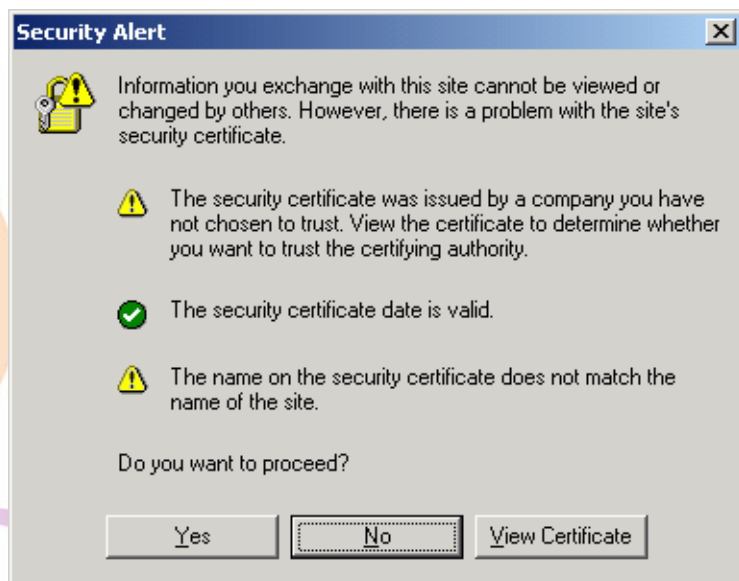 Security Alert
Information you exchange with this site cannot be viewed or
changed by others. However, there is a problem with the site's
security certificate.
The security certificate was issued by a company you have
not chosen to trust. View the certificate to determine whether
you want to trust the certifying authority.
The security certificate date is valid.
The name on the security certificate does not match the
name of the site.
Do you want to proceed?
Yes No View Certificate